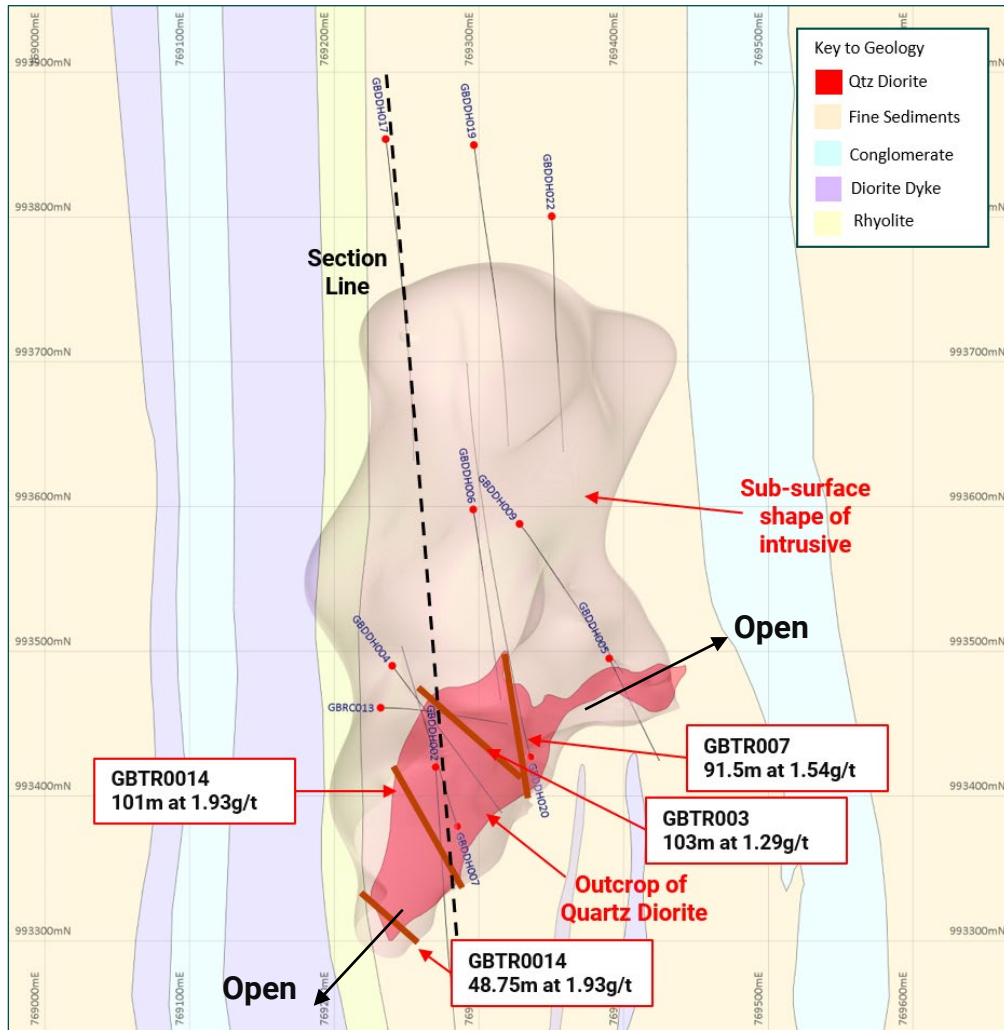 769000mE
769100mE
769200mE
769300mE
769400mE
769500mE
Key to Geology
Qtz Diorite
Fine Sediments
Conglomerate
Diorite Dyke
Rhyolite
993900mN
GBDDH017
GBDDH019
GBDDH022
993800mN
Section
Line
993700mN
993700mN
993600mN
993600mN
GBDDH006
GBDDH009
Sub-surface
shape of
intrusive
993500mN
993500mN
GBDDH004
GBDDH005
Open
GBRC013
GBDDH002
GBTR007
91.5m at 1.54g/t
GBTR0014
101m at 1.93g/t
993400mN
993400mN
GBDDH020
GBTR003
103m at 1.29g/t
GBDDH007
Outcrop of
Quartz Diorite
993300mN
993300mN
GBTR0014
48.75m at 1.93g/t
Open
769000mE
769100mE
769200mE
769500mE
769600mE